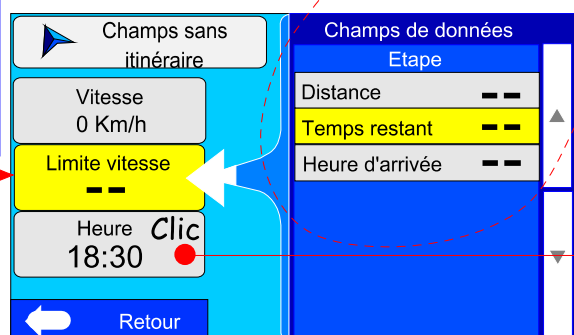 Champs sans
itinéraire
Vitesse
0 Km/h
Limite vitesse
--
Heure
18:30
Clic
Retour
Champs de données
Etape
Distance --
Temps restant --
Heure d'arrivée --